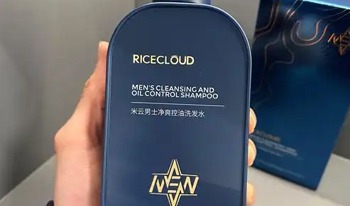 RICECLOUD
MEN'S CLEANSING AND
OIL CONTROL SHAMPOO
米云男士净爽控油洗发水
MEN
RICECLOUD